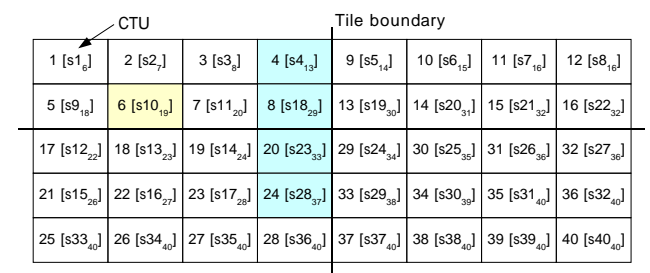 CTU Tile boundary
1 [s1₆] 2 [s2₇] 3 [s3₈] 4 [s4₁₃] 9 [s5₁₄] 10 [s6₁₅] 11 [s7₁₆] 12 [s8₁₆]
5 [s9₁₈] 6 [s10₁₉] 7 [s11₂₀] 8 [s18₂₉] 13 [s19₃₀] 14 [s20₃₁] 15 [s21₃₂] 16 [s22₃₂]
17 [s12₂₂] 18 [s13₂₃] 19 [s14₂₄] 20 [s23₃₃] 29 [s24₃₄] 30 [s25₃₅] 31 [s26₃₆] 32 [s27₃₆]
21 [s15₂₆] 22 [s16₂₇] 23 [s17₂₈] 24 [s28₃₇] 33 [s29₃₈] 34 [s30₃₉] 35 [s31₄₀] 36 [s32₄₀]
25 [s33₄₀] 26 [s34₄₀] 27 [s35₄₀] 28 [s36₄₀] 37 [s37₄₀] 38 [s38₄₀] 39 [s39₄₀] 40 [s40₄₀]